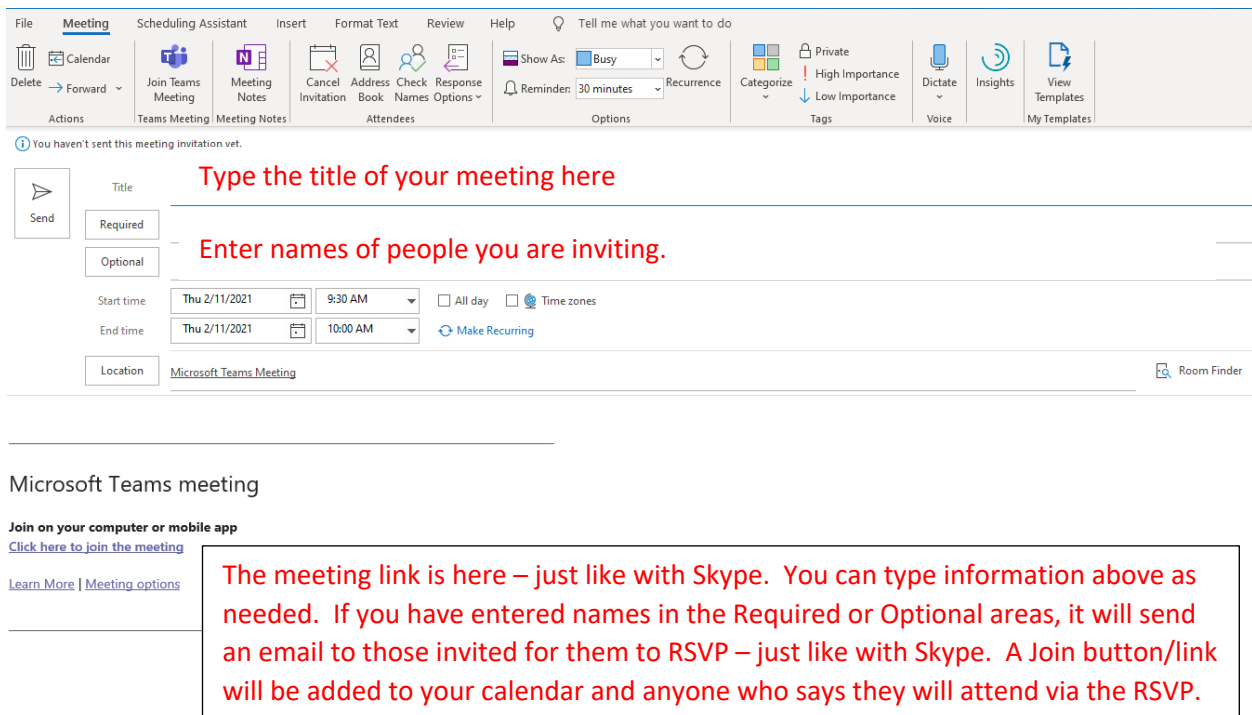 File Meeting Scheduling Assistant Insert Format Text Review Help Tell me what you want to do
Delete
Calendar
Forward
Actions
Join Teams
Meeting
Teams Meeting
Meeting
Notes
Meeting Notes
Cancel
Invitation
Address
Book
Check
Names
Response
Options
Attendees
Show As: Busy
Reminder: 30 minutes
Recurrence
Options
Categorize
Private
High Importance
Low Importance
Tags
Dictate
Voice
Insights
View
Templates
My Templates
You haven't sent this meeting invitation yet.
Send
Title Type the title of your meeting here
Required
Optional
Enter names of people you are inviting.
Start time Thu 2/11/2021 9:30 AM All day Time zones
End time Thu 2/11/2021 10:00 AM Make Recurring
Location Microsoft Teams Meeting Room Finder
Microsoft Teams meeting
Join on your computer or mobile app
Click here to join the meeting
Learn More | Meeting options
The meeting link is here – just like with Skype. You can type information above as
needed. If you have entered names in the Required or Optional areas, it will send
an email to those invited for them to RSVP – just like with Skype. A Join button/link
will be added to your calendar and anyone who says they will attend via the RSVP.